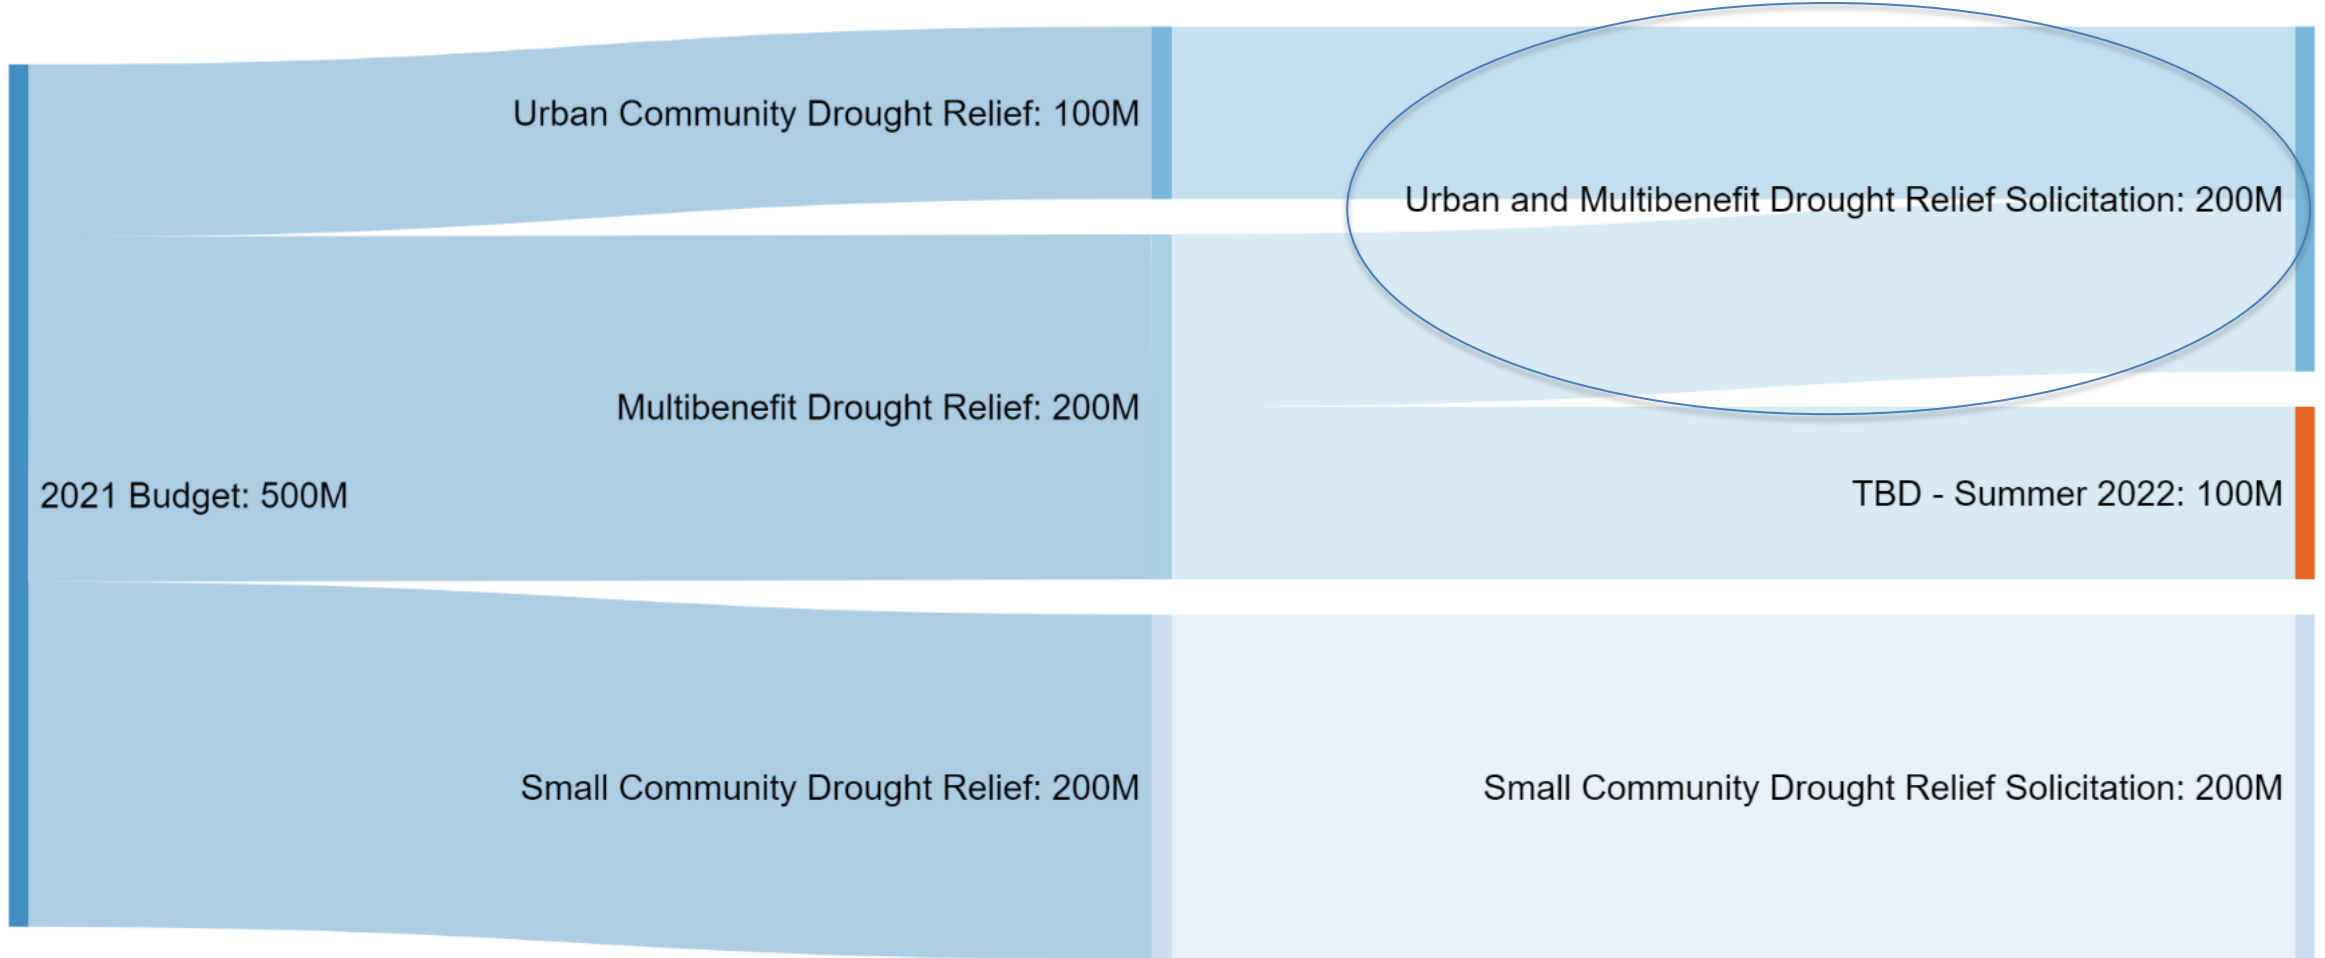 Urban Community Drought Relief: 100M
Urban and Multibenefit Drought Relief Solicitation: 200M
Multibenefit Drought Relief: 200M
2021 Budget: 500M
TBD - Summer 2022: 100M
Small Community Drought Relief: 200M
Small Community Drought Relief Solicitation: 200M